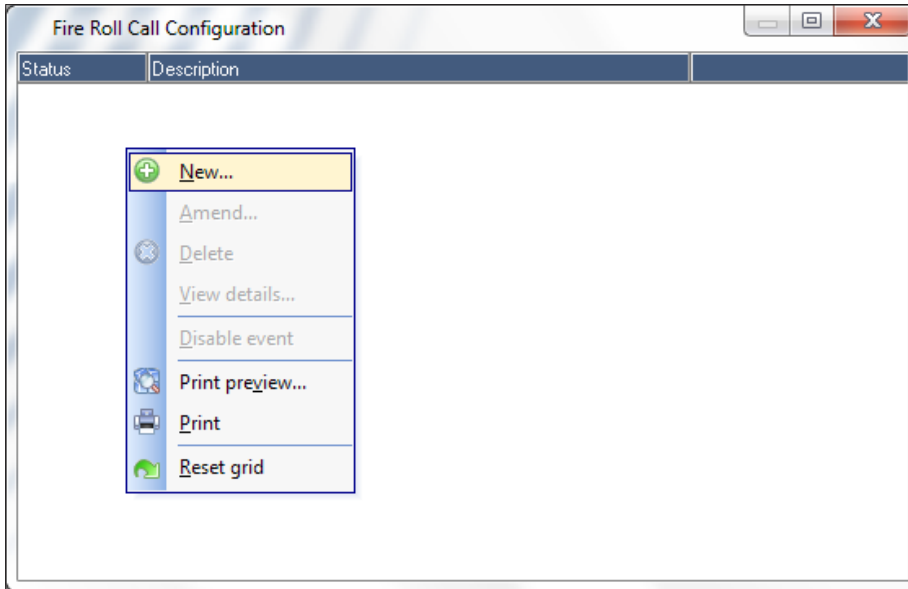 Fire Roll Call Configuration
Status Description
New...
Amend...
Delete
View details...
Disable event
Print preview...
Print
Reset grid